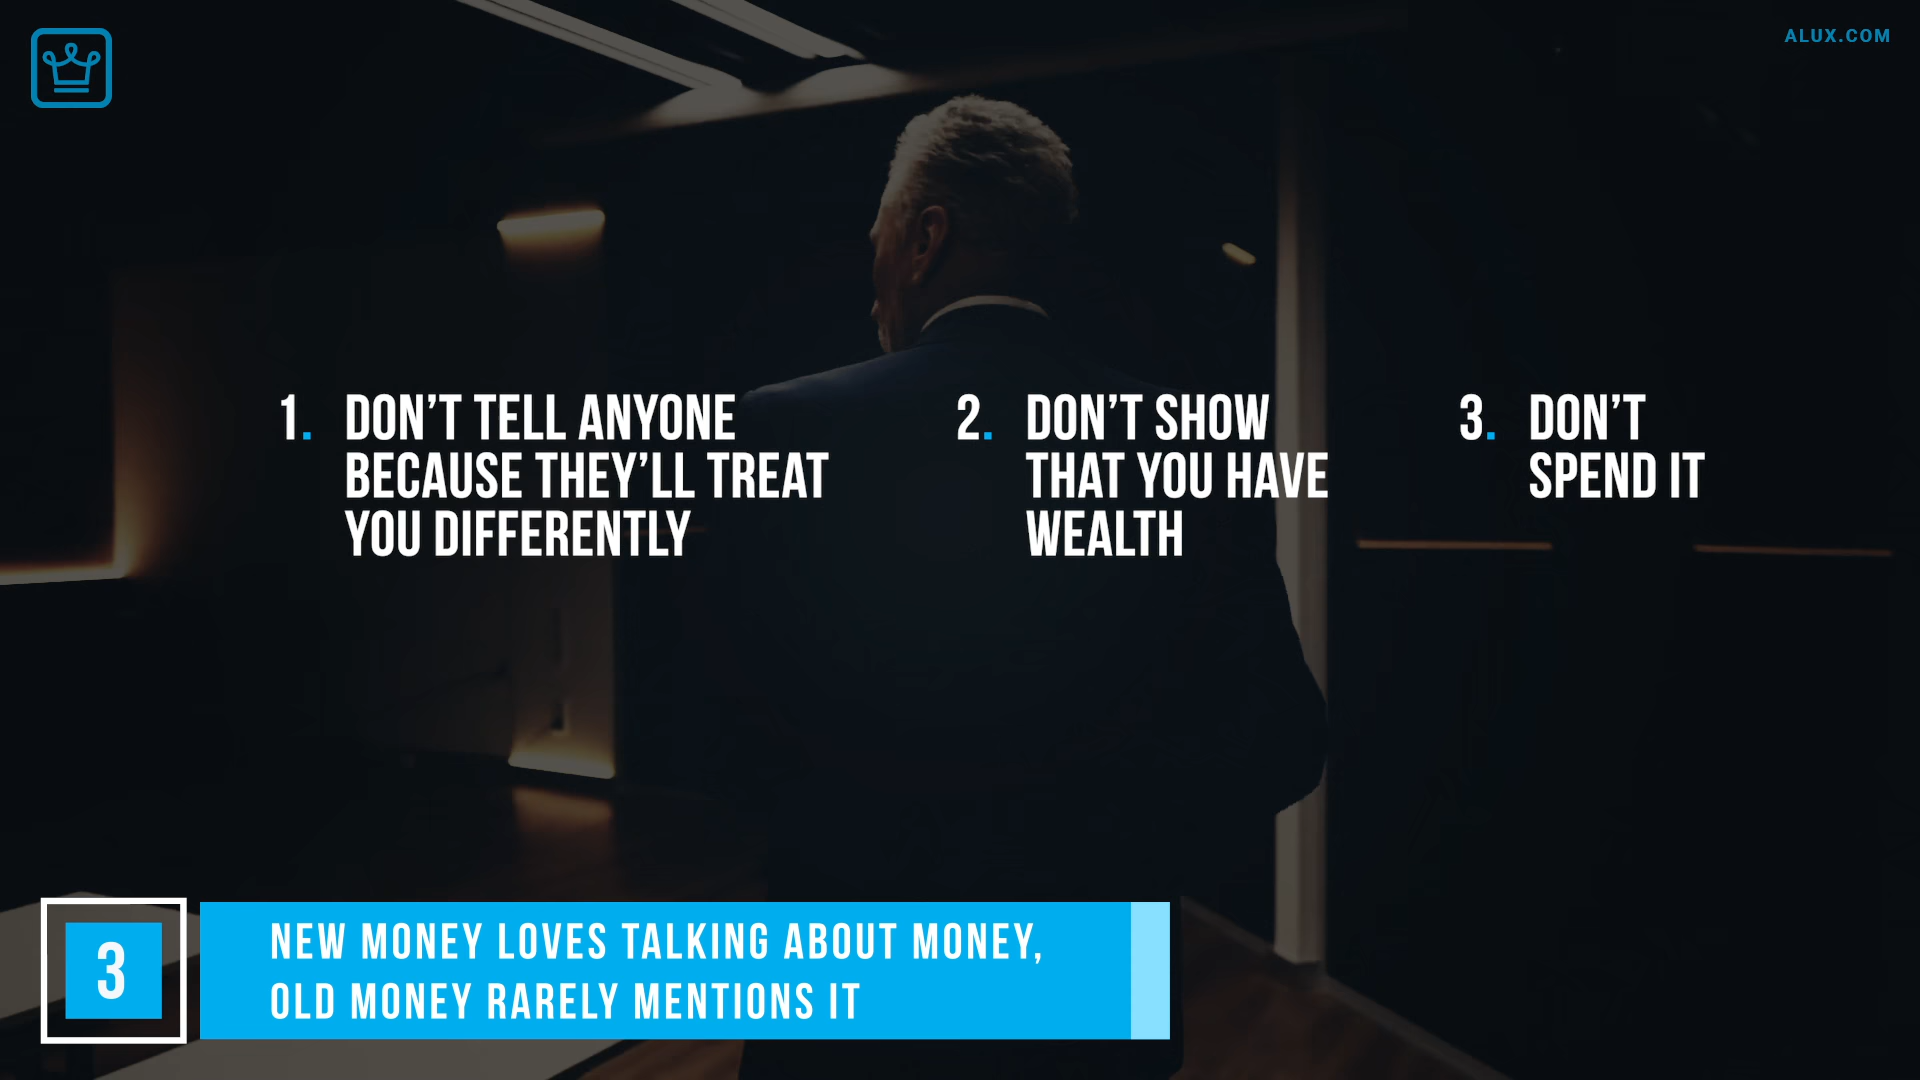 ALUX.COM
1. DON'T TELL ANYONE
BECAUSE THEY'LL TREAT
YOU DIFFERENTLY
2. DON'T SHOW
THAT YOU HAVE
WEALTH
3. DON'T
SPEND IT
3
NEW MONEY LOVES TALKING ABOUT MONEY,
OLD MONEY RARELY MENTIONS IT